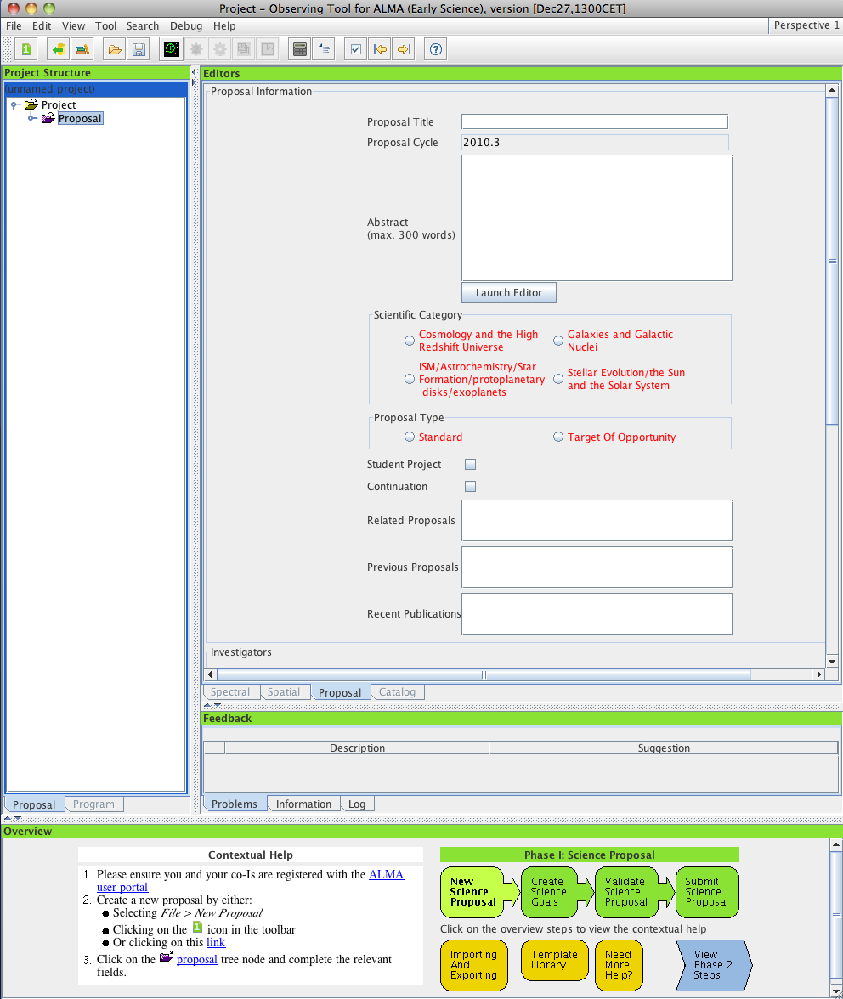 Project – Observing Tool for ALMA (Early Science), version [Dec27,1300CET]
File Edit View Tool Search Debug Help
Perspective 1
Project Structure
(unnamed project)
Project
Proposal
Proposal Program
Editors
Proposal Information
Proposal Title
Proposal Cycle 2010.3
Abstract
(max. 300 words)
Launch Editor
Scientific Category
Cosmology and the High
Redshift Universe
Galaxies and Galactic
Nuclei
ISM/Astrochemistry/Star
Formation/protoplanetary
disks/exoplanets
Stellar Evolution/the Sun
and the Solar System
Proposal Type
Standard Target Of Opportunity
Student Project
Continuation
Related Proposals
Previous Proposals
Recent Publications
Investigators
Spectral Spatial Proposal Catalog
Feedback
Description Suggestion
Problems Information Log
Overview
Contextual Help
1. Please ensure you and your co-Is are registered with the ALMA
user portal
2. Create a new proposal by either:
● Selecting File > New Proposal
● Clicking on the 1 icon in the toolbar
● Or clicking on this link
3. Click on the proposal tree node and complete the relevant
fields.
Phase I: Science Proposal
New
Science
Proposal
Create
Science
Goals
Validate
Science
Proposal
Submit
Science
Proposal
Click on the overview steps to view the contextual help
Importing
And
Exporting
Template
Library
Need
More
Help?
View
Phase 2
Steps